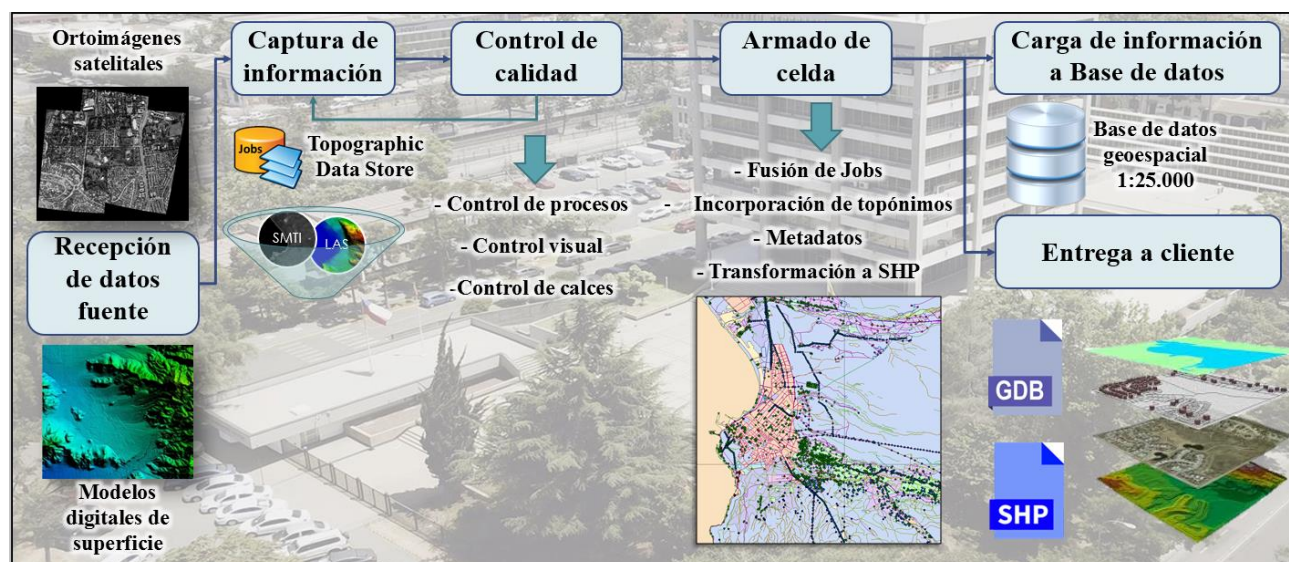 Ortoimágenes
satelitales
Recepción
de datos
fuente
Modelos
digitales de
superficie
Captura de
información
Jobs
Topographic
Data Store
SMTI
LAS
Control de
calidad
- Control de procesos
- Control visual
-Control de calces
Armado de
celda
- Fusión de Jobs
- Incorporación de topónimos
- Metadatos
- Transformación a SHP
Carga de información
a Base de datos
Base de datos
geoespacial
1:25.000
Entrega a cliente
GDB
SHP